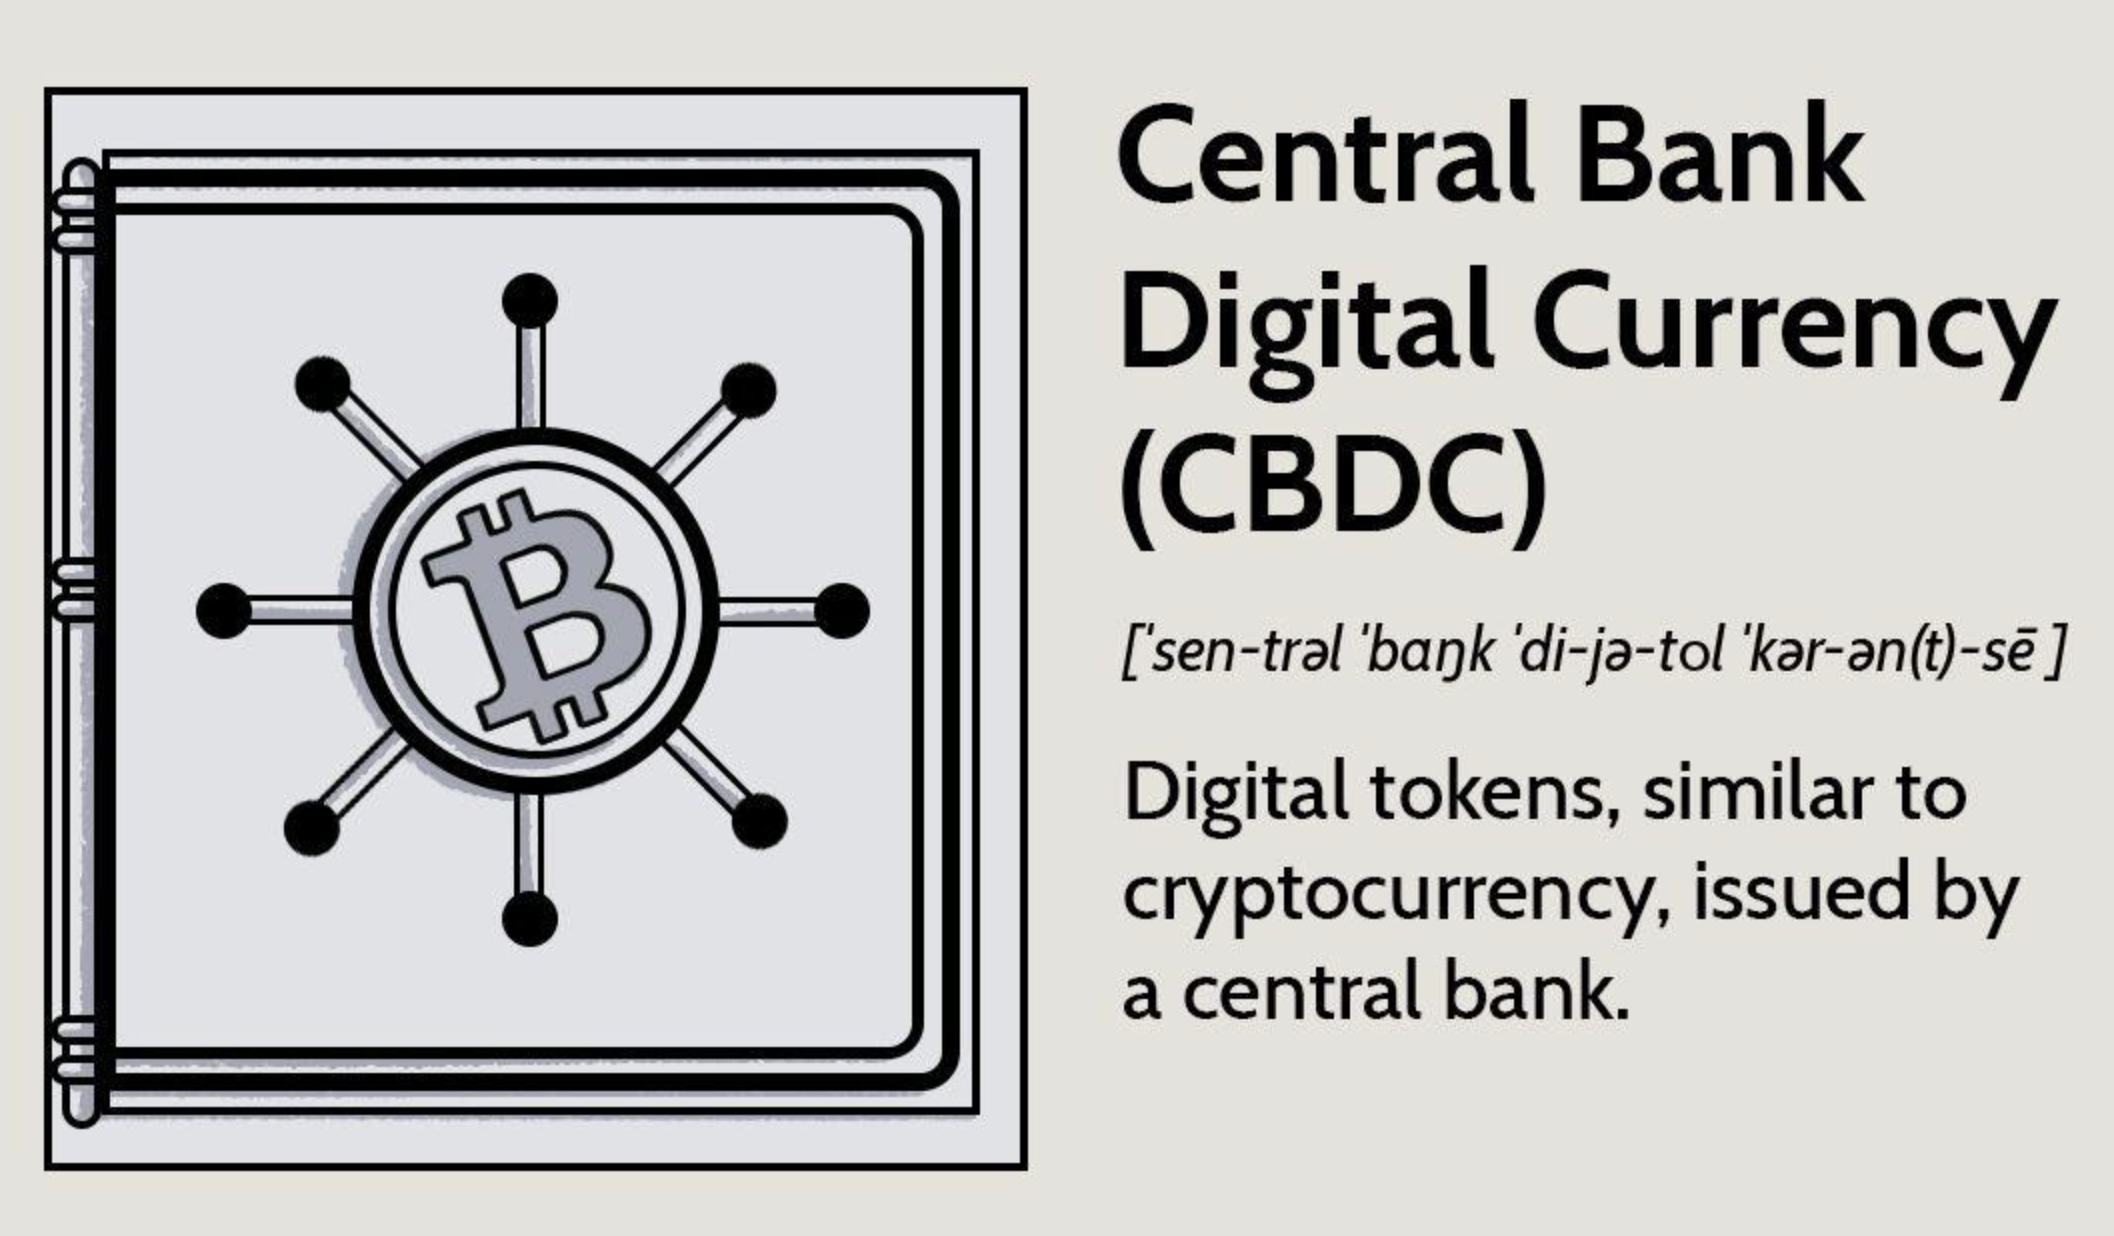 Central Bank
Digital Currency
(CBDC)
[ˈsen-trəl ˈbaŋk ˈdi-jə-tol ˈkər-ən(t)-sē ]
Digital tokens, similar to
cryptocurrency, issued by
a central bank.